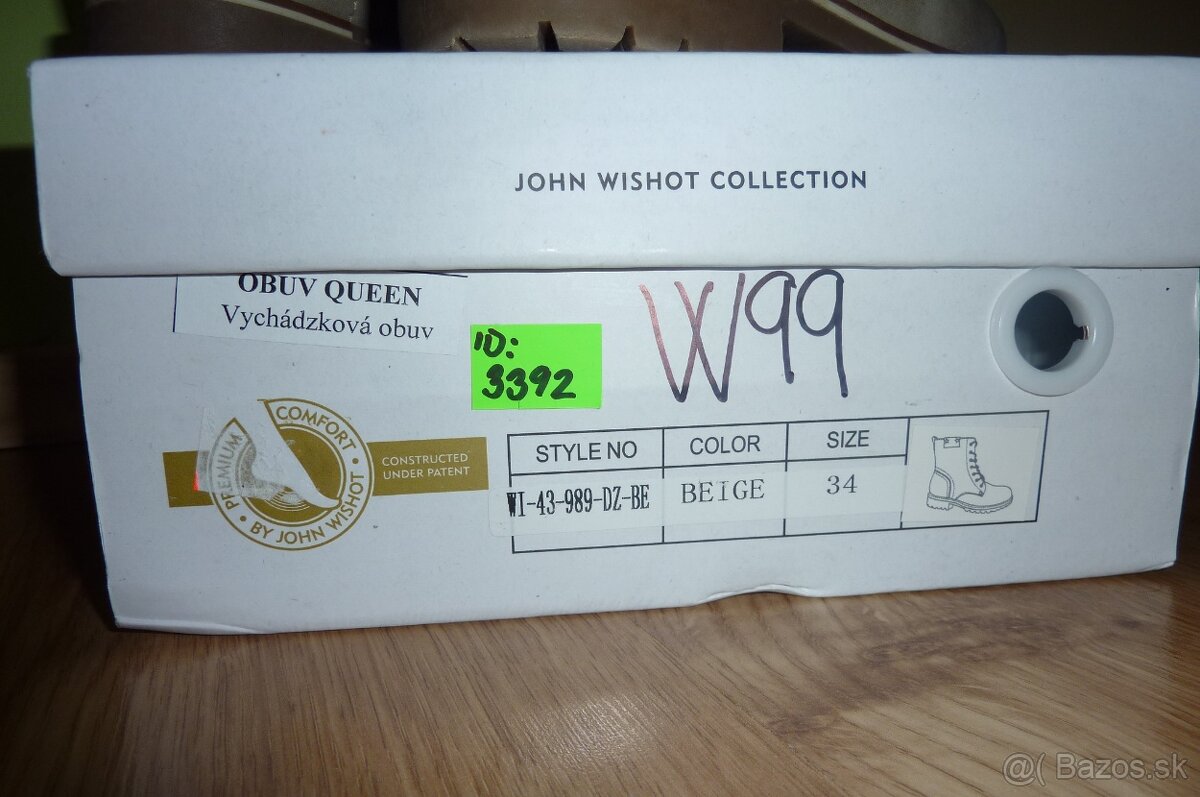 JOHN WISHOT COLLECTION
OBUV QUEEN
Vychádzková obuv
ID:
3392
W99
PREMIUM COMFORT
• BY JOHN WISHOT •
CONSTRUCTED
UNDER PATENT
STYLE NO COLOR SIZE
WI-43-989-DZ-BE BEIGE 34
@( Bazos.sk